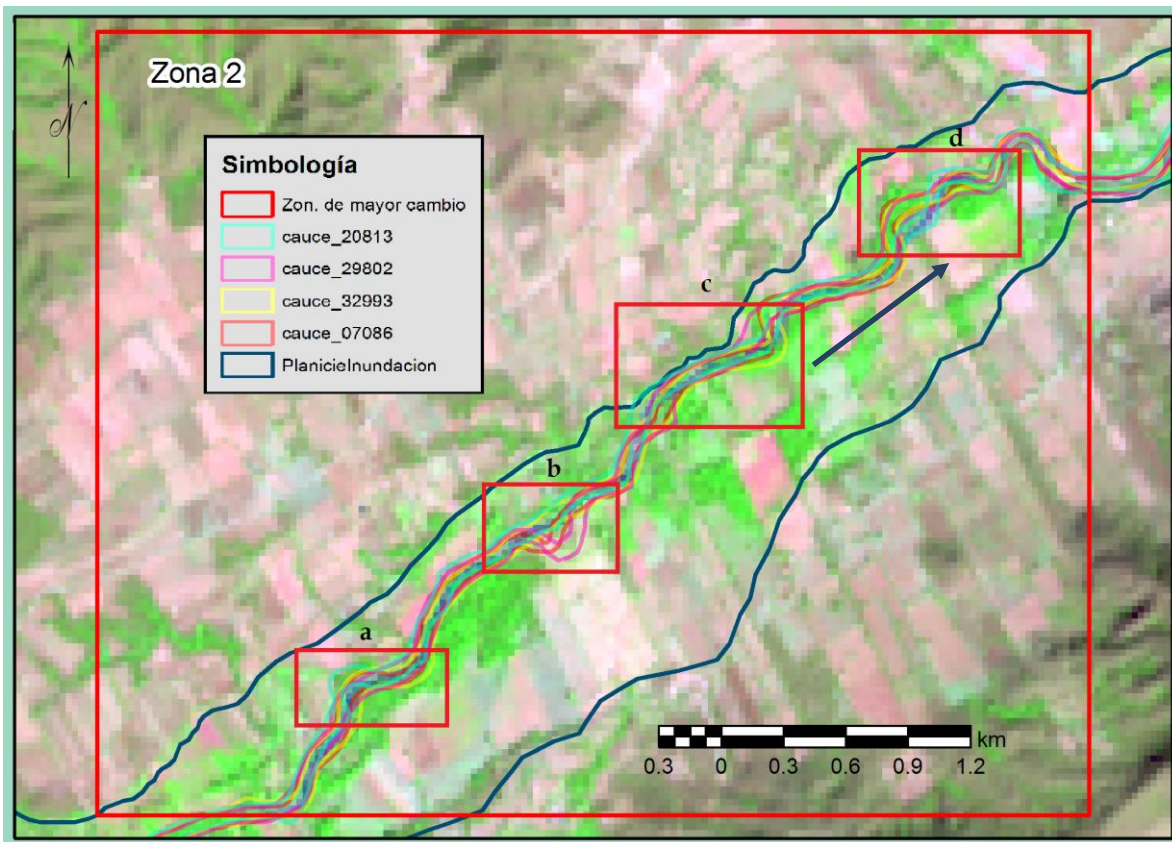 Zona 2
N
Simbología
Zon. de mayor cambio
cauce_20813
cauce_29802
cauce_32993
cauce_07086
PlanicieInundacion
d
c
b
a
km
0.3 0 0.3 0.6 0.9 1.2